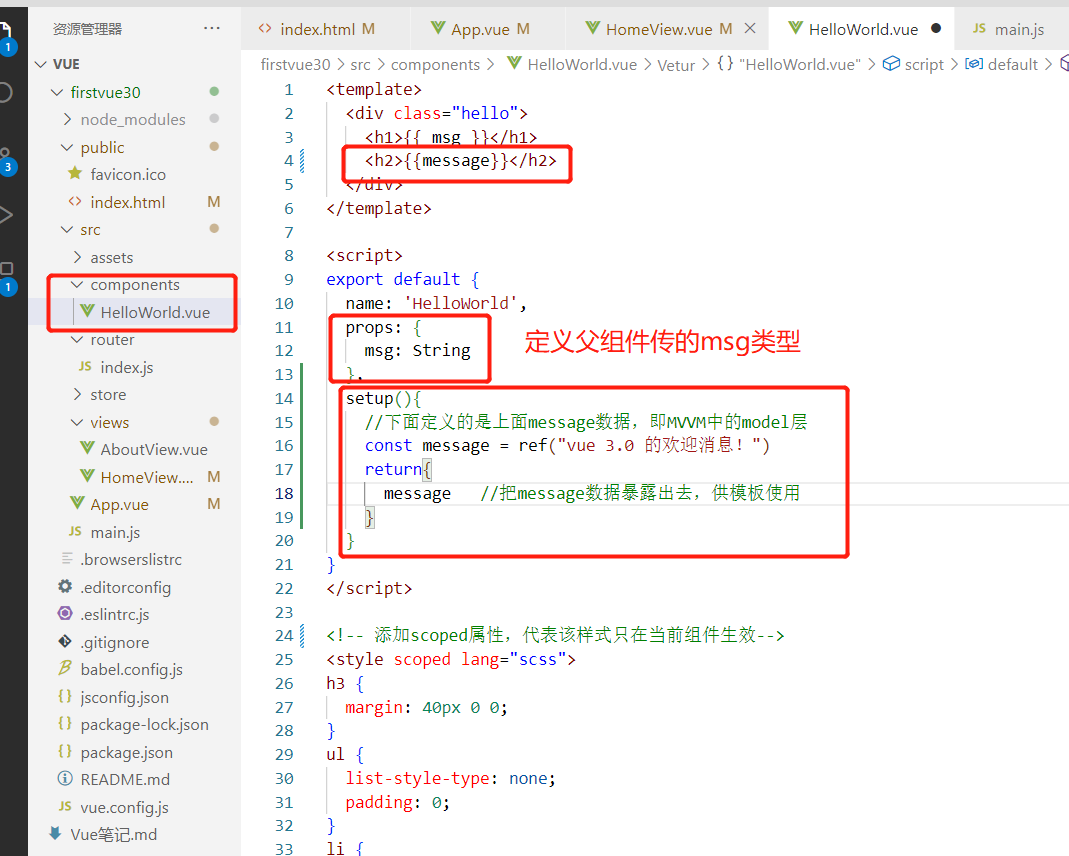 资源管理器 ···
index.html M App.vue M HomeView.vue M × HelloWorld.vue ● JS main.js
firstvue30 > src > components > HelloWorld.vue > Vetur > {} "HelloWorld.vue" > script > default >
VUE
firstvue30
node_modules
public
favicon.ico
<> index.html M
src
assets
components
HelloWorld.vue
router
JS index.js
store
views
AboutView.vue
HomeView.... M
App.vue M
JS main.js
.browserslistrc
.editorconfig
.eslintrc.js
.gitignore
babel.config.js
{} jsconfig.json
{} package-lock.json
{} package.json
README.md
JS vue.config.js
Vue笔记.md
1
3
1
1 <template>
2 <div class="hello">
3 <h1>{{ msg }}</h1>
4 <h2>{{message}}</h2>
5 </div>
6 </template>
7
8 <script>
9 export default {
10 name: 'HelloWorld',
11 props: {
12 msg: String
13 },
14 setup(){
15 //下面定义的是上面message数据，即MVVM中的model层
16 const message = ref("vue 3.0 的欢迎消息！")
17 return{
18 message //把message数据暴露出去，供模板使用
19 }
20 }
21 }
22 </script>
23
24 <!-- 添加scoped属性，代表该样式只在当前组件生效-->
25 <style scoped lang="scss">
26 h3 {
27 margin: 40px 0 0;
28 }
29 ul {
30 list-style-type: none;
31 padding: 0;
32 }
33 li {
定义父组件传的msg类型